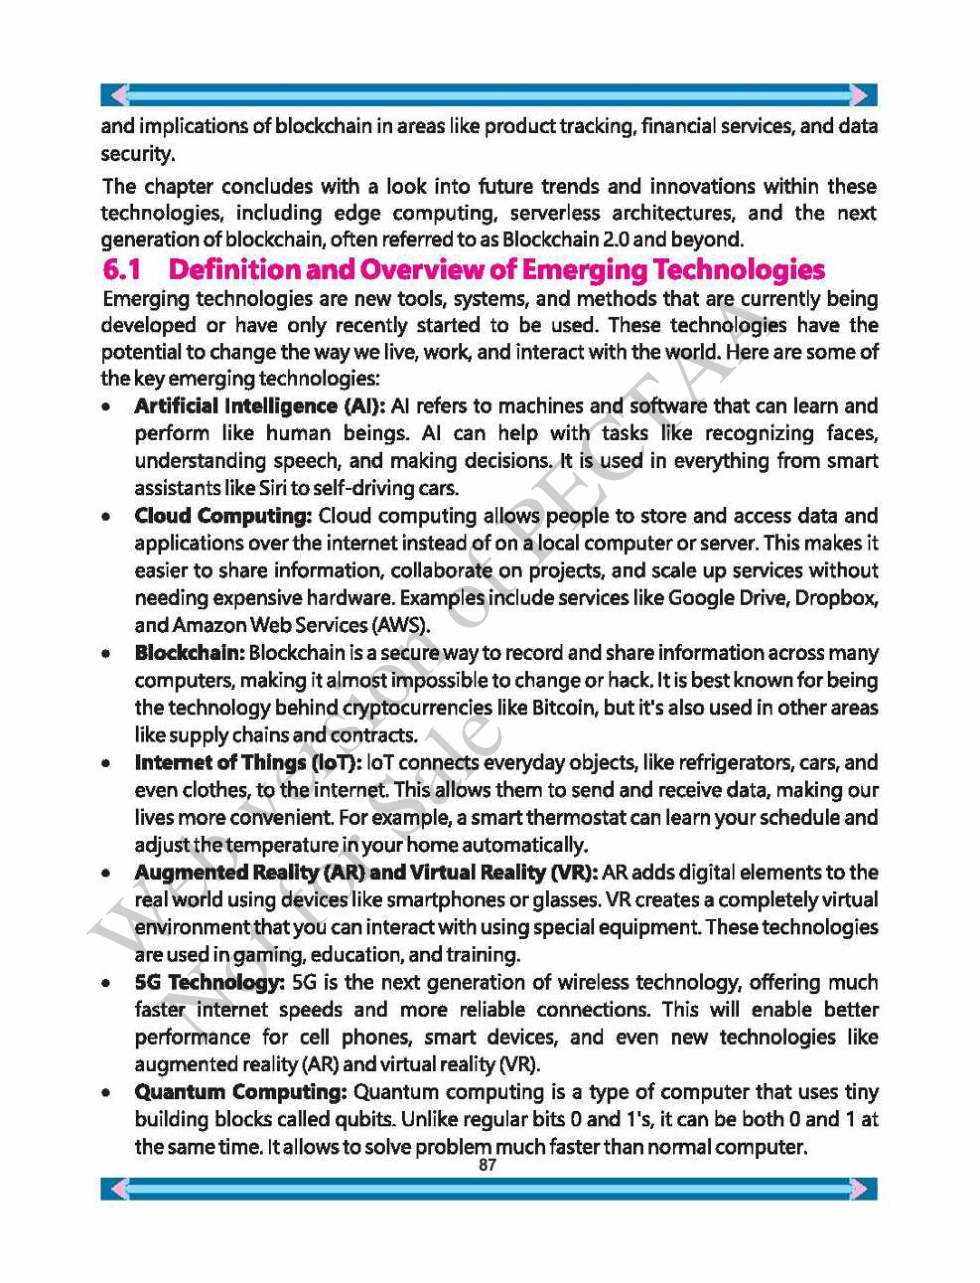 and implications of blockchain in areas like product tracking, financial services, and data
security.
The chapter concludes with a look into future trends and innovations within these
technologies, including edge computing, serverless architectures, and the next
generation of blockchain, often referred to as Blockchain 2.0 and beyond.
6.1 Definition and Overview of Emerging Technologies
Emerging technologies are new tools, systems, and methods that are currently being
developed or have only recently started to be used. These technologies have the
potential to change the way we live, work, and interact with the world. Here are some of
the key emerging technologies:
• Artificial Intelligence (AI): AI refers to machines and software that can learn and
perform like human beings. AI can help with tasks like recognizing faces,
understanding speech, and making decisions. It is used in everything from smart
assistants like Siri to self-driving cars.
• Cloud Computing: Cloud computing allows people to store and access data and
applications over the internet instead of on a local computer or server. This makes it
easier to share information, collaborate on projects, and scale up services without
needing expensive hardware. Examples include services like Google Drive, Dropbox,
and Amazon Web Services (AWS).
• Blockchain: Blockchain is a secure way to record and share information across many
computers, making it almost impossible to change or hack. It is best known for being
the technology behind cryptocurrencies like Bitcoin, but it's also used in other areas
like supply chains and contracts.
• Internet of Things (IoT): IoT connects everyday objects, like refrigerators, cars, and
even clothes, to the internet. This allows them to send and receive data, making our
lives more convenient. For example, a smart thermostat can learn your schedule and
adjust the temperature in your home automatically.
• Augmented Reality (AR) and Virtual Reality (VR): AR adds digital elements to the
real world using devices like smartphones or glasses. VR creates a completely virtual
environment that you can interact with using special equipment. These technologies
are used in gaming, education, and training.
• 5G Technology: 5G is the next generation of wireless technology, offering much
faster internet speeds and more reliable connections. This will enable better
performance for cell phones, smart devices, and even new technologies like
augmented reality (AR) and virtual reality (VR).
• Quantum Computing: Quantum computing is a type of computer that uses tiny
building blocks called qubits. Unlike regular bits 0 and 1's, it can be both 0 and 1 at
the same time. It allows to solve problem much faster than normal computer.
87
Web version of PECTAA
Not for Sale